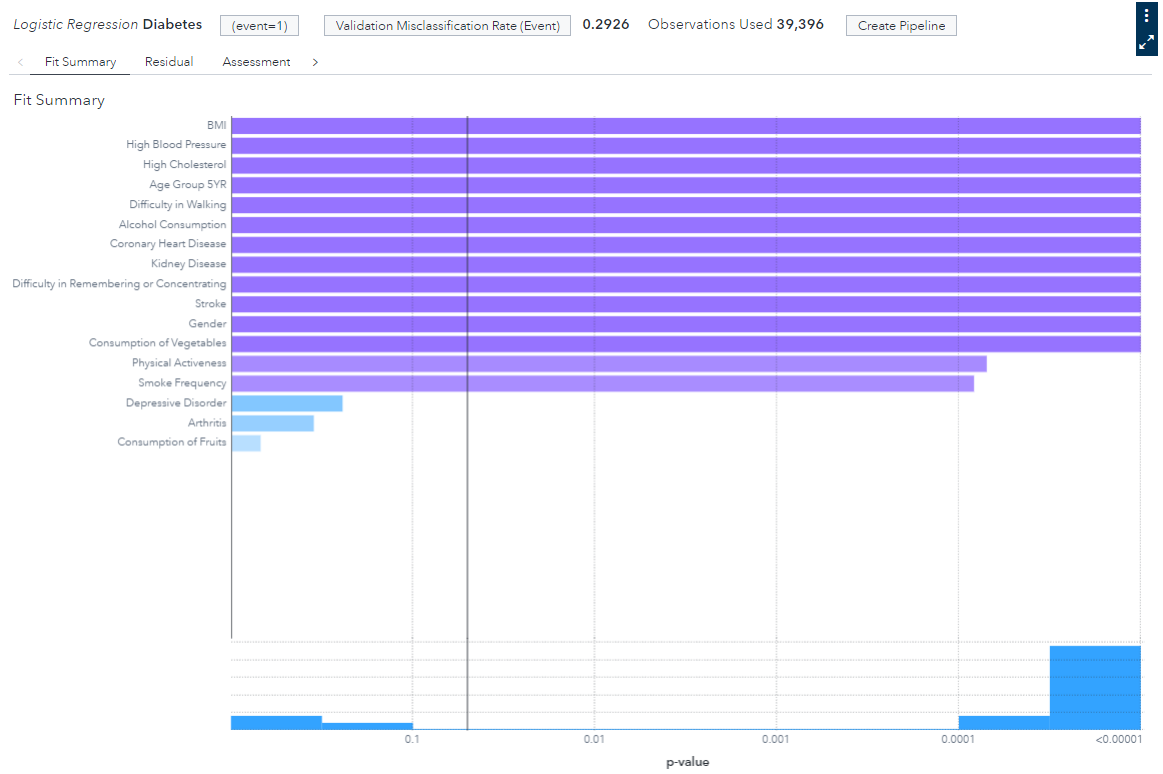 Logistic Regression Diabetes (event=1) Validation Misclassification Rate (Event) 0.2926 Observations Used 39,396 Create Pipeline
Fit Summary Residual Assessment
Fit Summary
BMI
High Blood Pressure
High Cholesterol
Age Group 5YR
Difficulty in Walking
Alcohol Consumption
Coronary Heart Disease
Kidney Disease
Difficulty in Remembering or Concentrating
Stroke
Gender
Consumption of Vegetables
Physical Activeness
Smoke Frequency
Depressive Disorder
Arthritis
Consumption of Fruits
0.1 0.01 0.001 0.0001 <0.00001
p-value